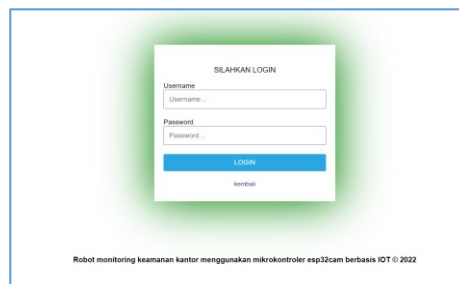 SILAHKAN LOGIN
Username
Username ..
Password
Password ..
LOGIN
kembali
Robot monitoring keamanan kantor menggunakan mikrokontroler esp32cam berbasis IOT © 2022